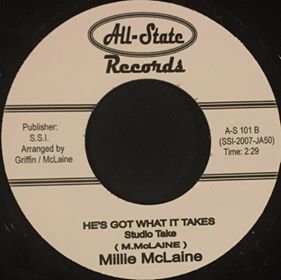 All-State
Records
Publisher:
S.S.I.
Arranged by
Griffin / McLaine
A-S 101 B
(SSI-2007-JA50)
Time: 2:29
HE'S GOT WHAT IT TAKES
Studio Take
( M.McLAINE )
Millie McLaine